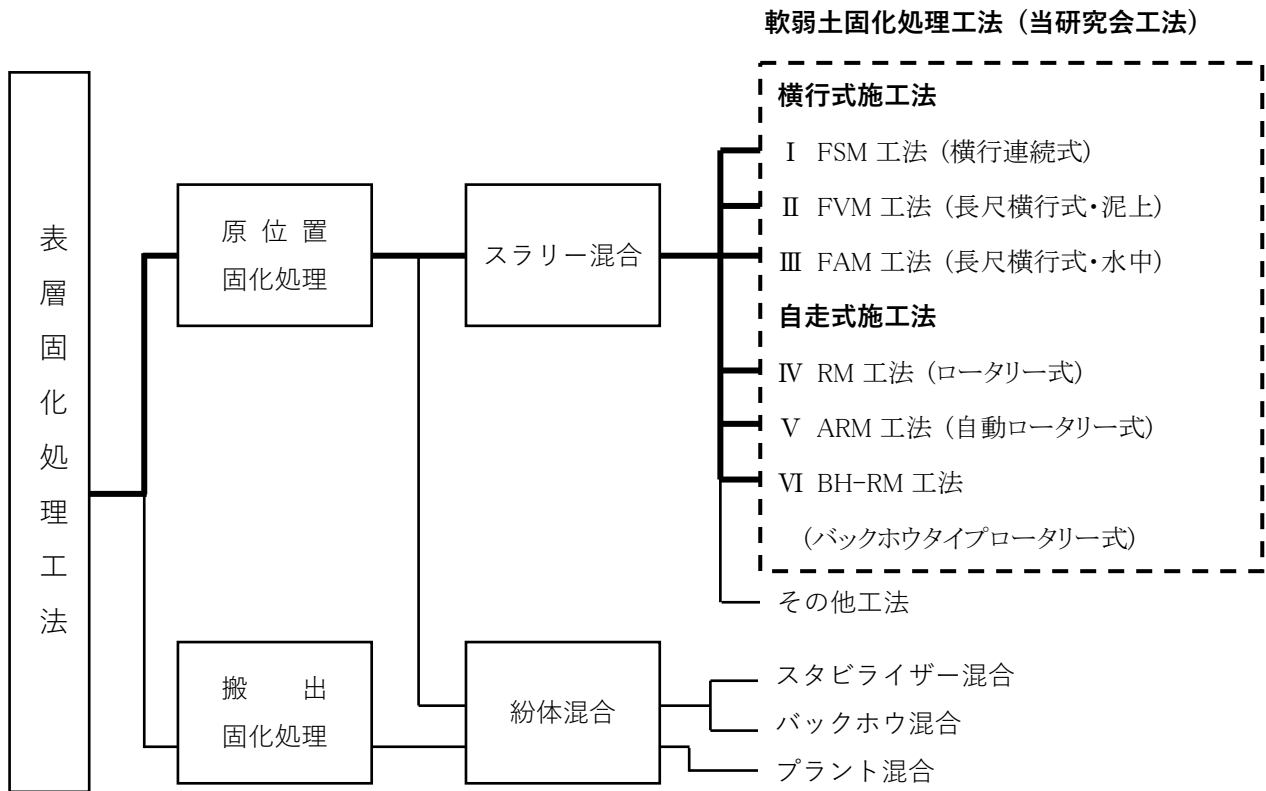 軟弱土固化処理工法（当研究会工法）
表層固化処理工法
原位置
固化処理
スラリー混合
横行式施工法
Ⅰ FSM 工法（横行連続式）
Ⅱ FVM 工法（長尺横行式・泥上）
Ⅲ FAM 工法（長尺横行式・水中）
自走式施工法
Ⅳ RM 工法（ロータリー式）
Ⅴ ARM 工法（自動ロータリー式）
Ⅵ BH-RM 工法
（バックホウタイプロータリー式）
その他工法
搬出
固化処理
紛体混合
スタビライザー混合
バックホウ混合
プラント混合